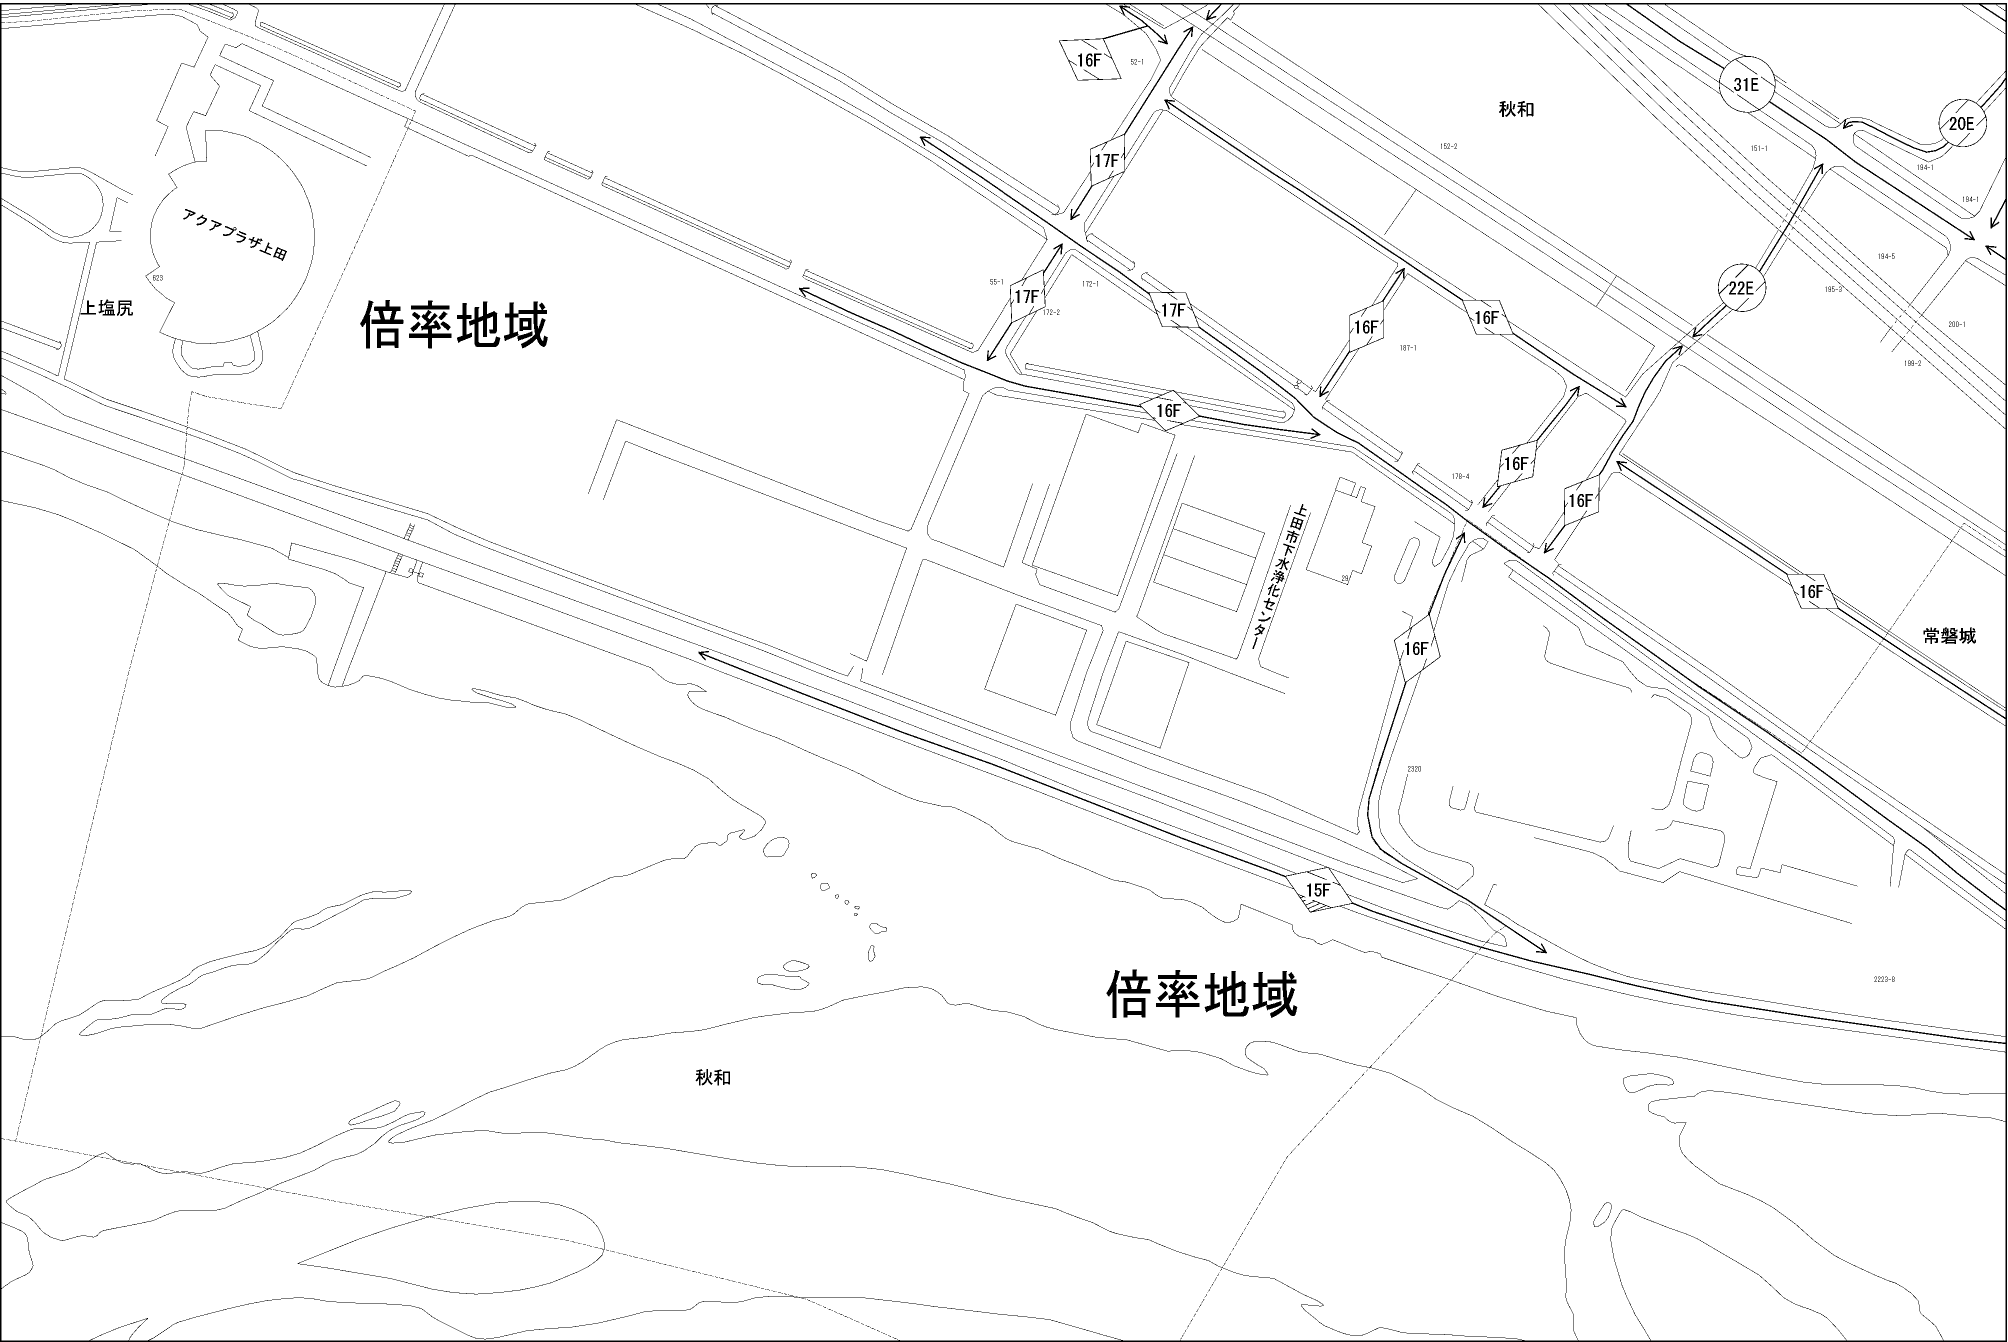 16F
52-1
31E
秋和
20E
152-2
151-1
17F
194-1
194-1
アクアプラザ上田
623
194-5
55-1
172-1
22E
195-3
上塩尻
倍率地域
17F
172-2
17F
16F
16F
200-1
187-1
199-2
16F
16F
178-4
16F
上田市下水浄化センター
29
16F
16F
常磐城
2320
15F
倍率地域
2223-8
秋和